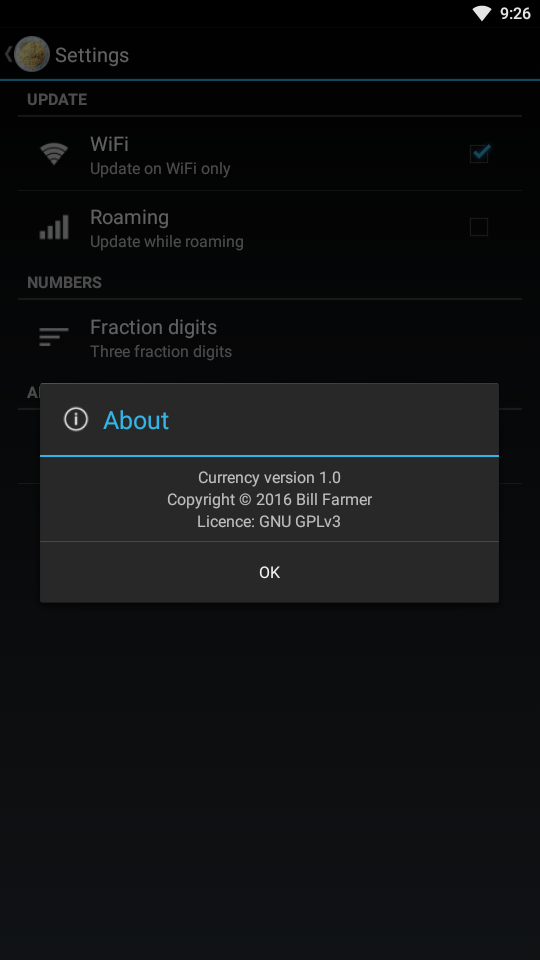 9:26
Settings
UPDATE
WiFi
Update on WiFi only
Roaming
Update while roaming
NUMBERS
Fraction digits
Three fraction digits
About
Currency version 1.0
Copyright © 2016 Bill Farmer
Licence: GNU GPLv3
OK